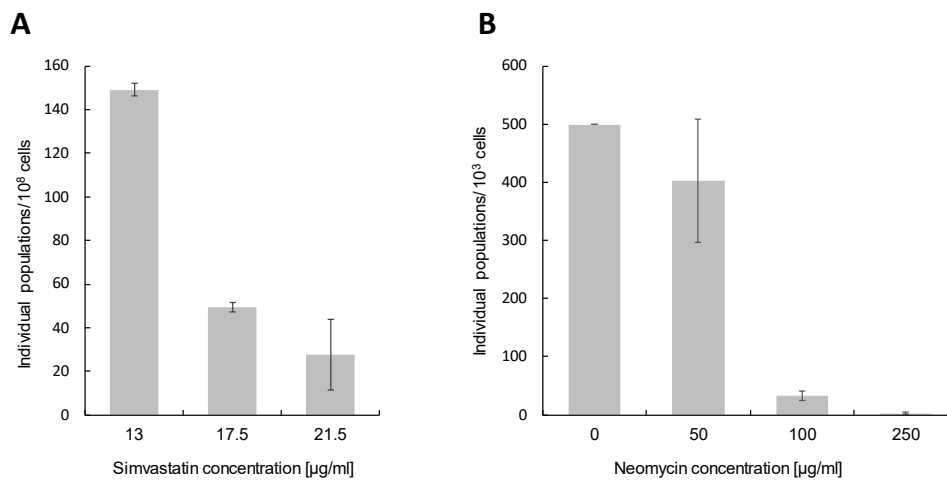 A
Individual populations/10⁸ cells
160
140
120
100
80
60
40
20
0
13 17.5 21.5
Simvastatin concentration [µg/ml]
B
Individual populations/10³ cells
600
500
400
300
200
100
0
0 50 100 250
Neomycin concentration [µg/ml]